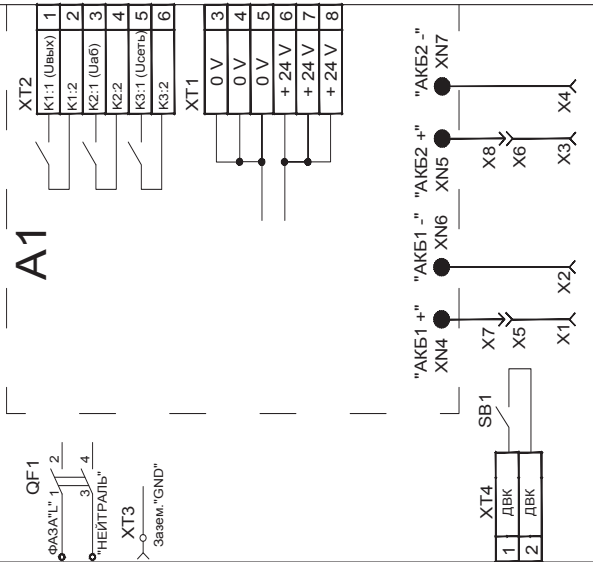 A1
XT2
1 K1:1 (Uвых)
2 K1:2
3 K2:1 (Uаб)
4 K2:2
5 K3:1 (Uсеть)
6 K3:2
XT1
3 0 V
4 0 V
5 0 V
6 + 24 V
7 + 24 V
8 + 24 V
"АКБ1 +"
XN4
"АКБ1 -"
XN6
"АКБ2 +"
XN5
"АКБ2 -"
XN7
X7
X5
X1
X2
X8
X6
X3
X4
QF1
ФАЗА"L" 1 2
"НЕЙТРАЛЬ" 3 4
XT3
Зазем."GND"
SB1
XT4
1 ДВК
2 ДВК